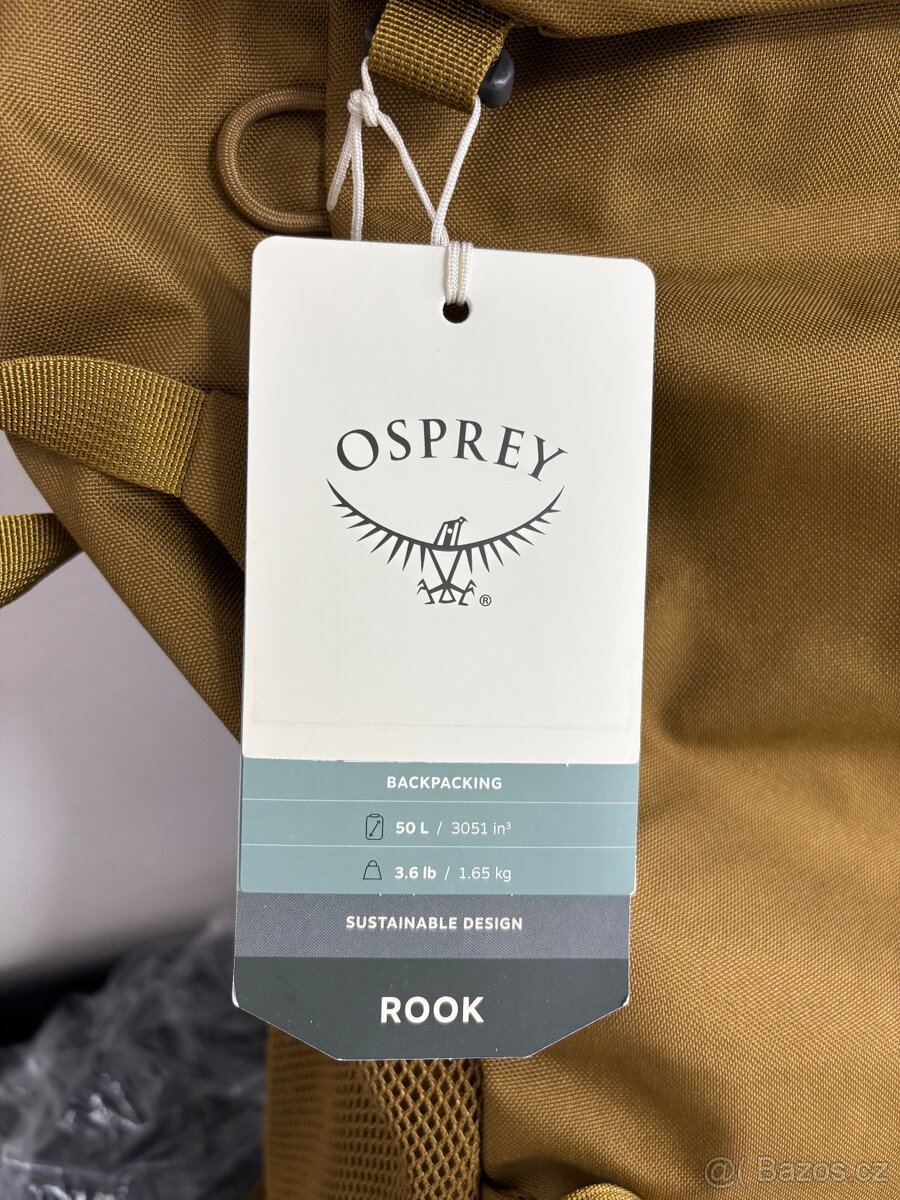 OSPREY
®
BACKPACKING
50 L / 3051 in³
3.6 lb / 1.65 kg
SUSTAINABLE DESIGN
ROOK
@( Bazos.cz